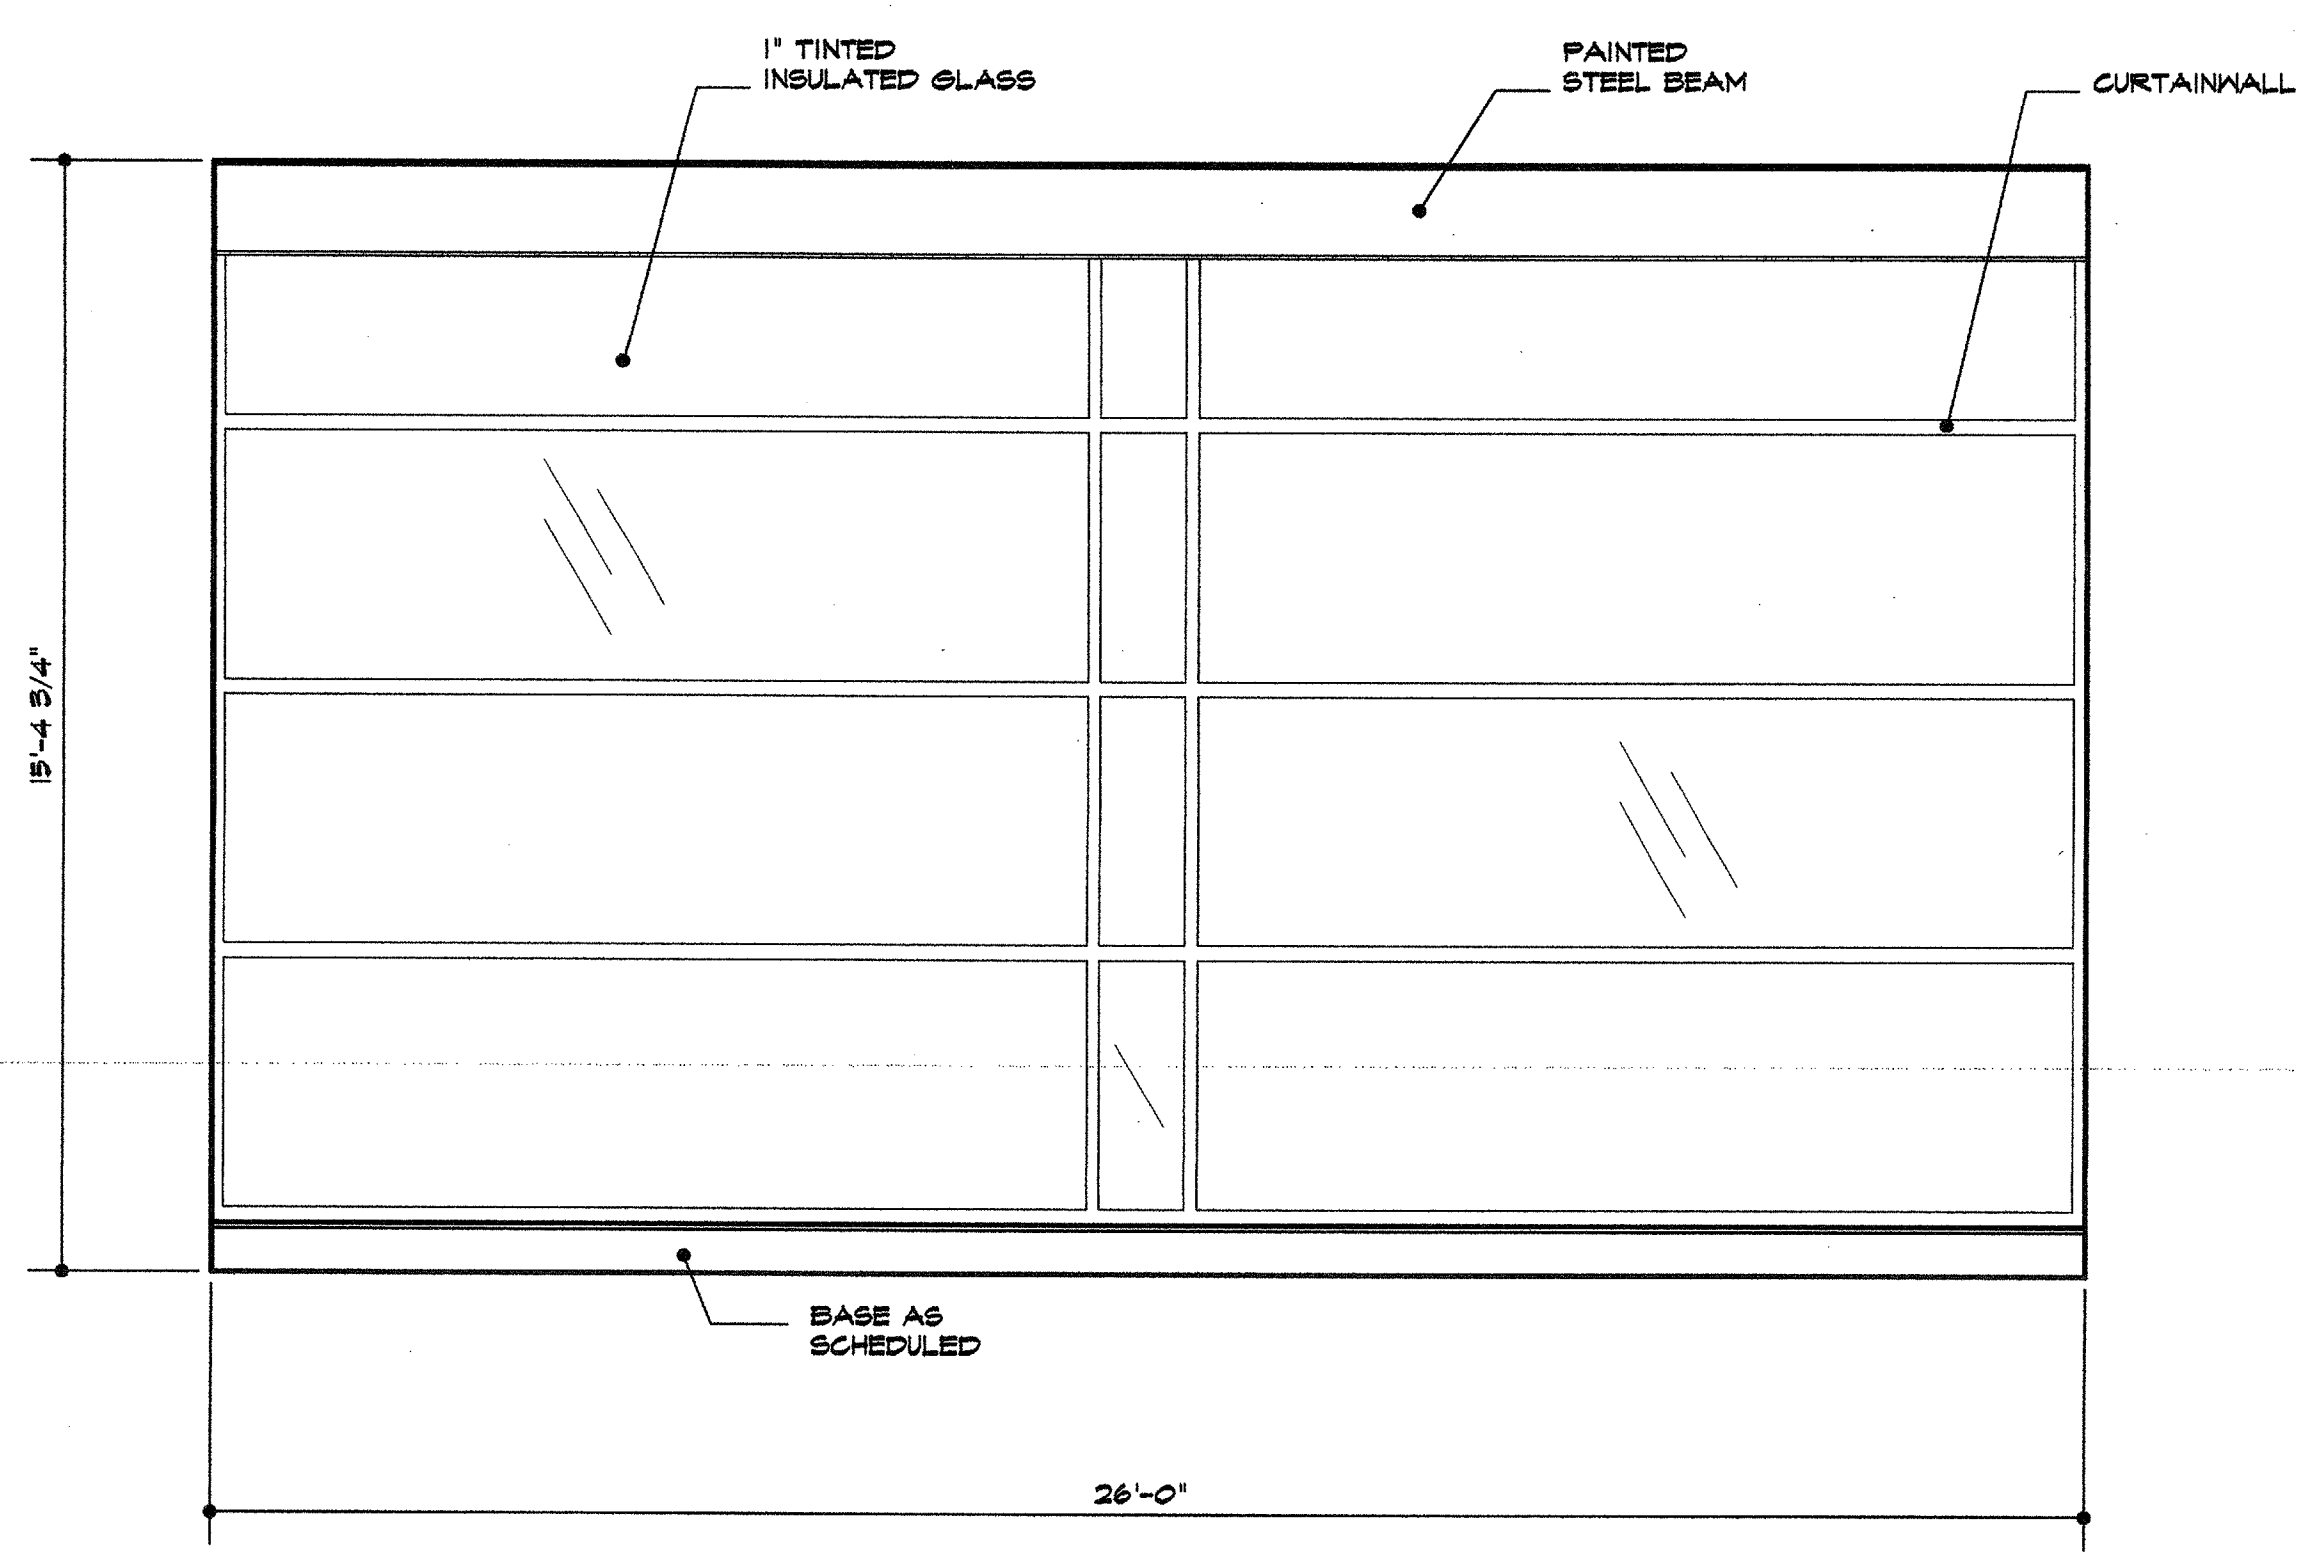 1" TINTED
INSULATED GLASS
PAINTED
STEEL BEAM
CURTAINWALL
15'-4 3/4"
BASE AS
SCHEDULED
26'-0"